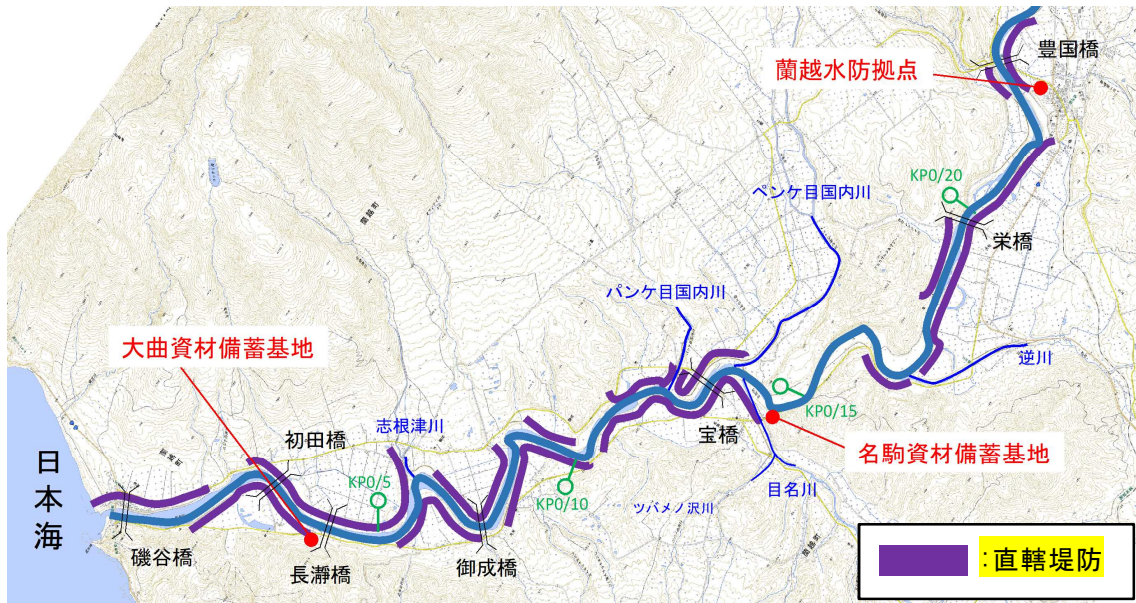 豊国橋
蘭越水防拠点
KP0/20
ペンケ目国内川
栄橋
蘭越町
パンケ目国内川
大曲資材備蓄基地
逆川
KP0/15
初田橋
志根津川
宝橋
名駒資材備蓄基地
日本海
KP0/5
KP0/10
目名川
ツバメノ沢川
磯谷橋
長瀞橋
御成橋
:直轄堤防